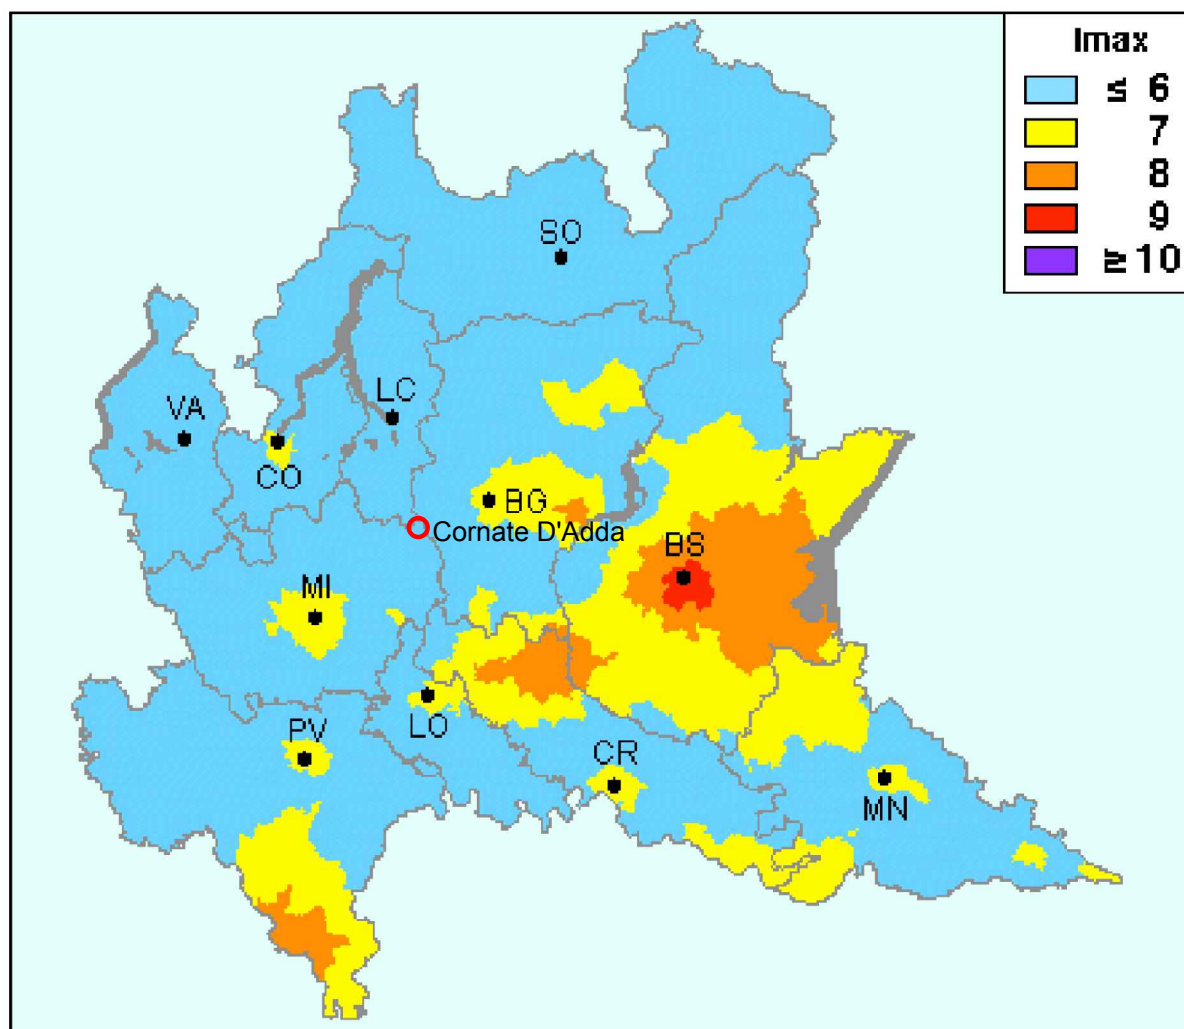 Imax
≤ 6
7
8
9
≥ 10
SO
LC
VA
CO
BG
Cornate D'Adda
BS
MI
LO
PV
CR
MN